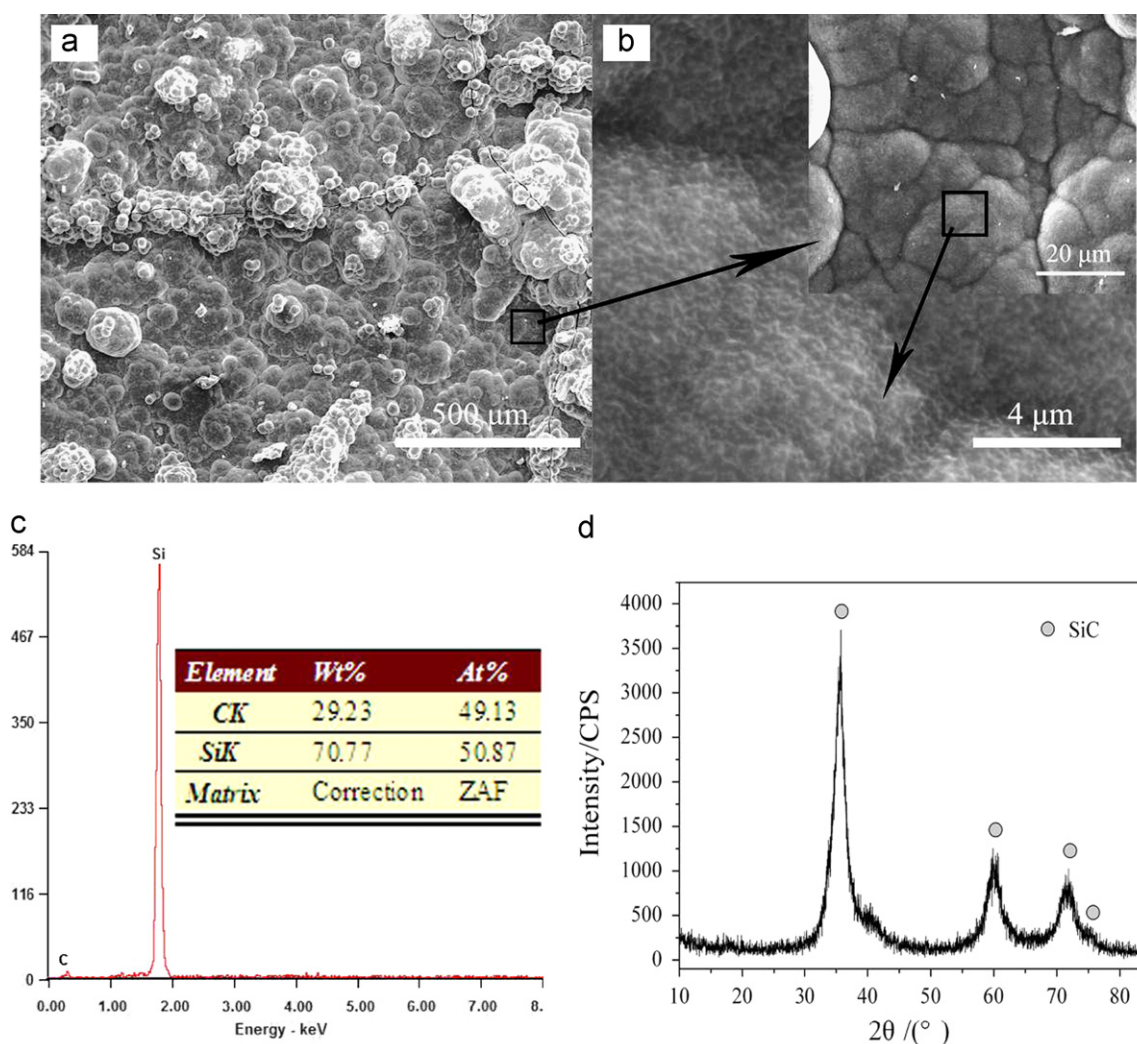 a
b
20 μm
500 μm
4 μm
c
584
467
350
233
116
0
Si
c
Element Wt% At%
CK 29.23 49.13
SiK 70.77 50.87
Matrix Correction ZAF
0.00 1.00 2.00 3.00 4.00 5.00 6.00 7.00 8.
Energy - keV
d
4000
3500
3000
2500
2000
1500
1000
500
0
SiC
Intensity/CPS
10 20 30 40 50 60 70 80
2θ /(°)